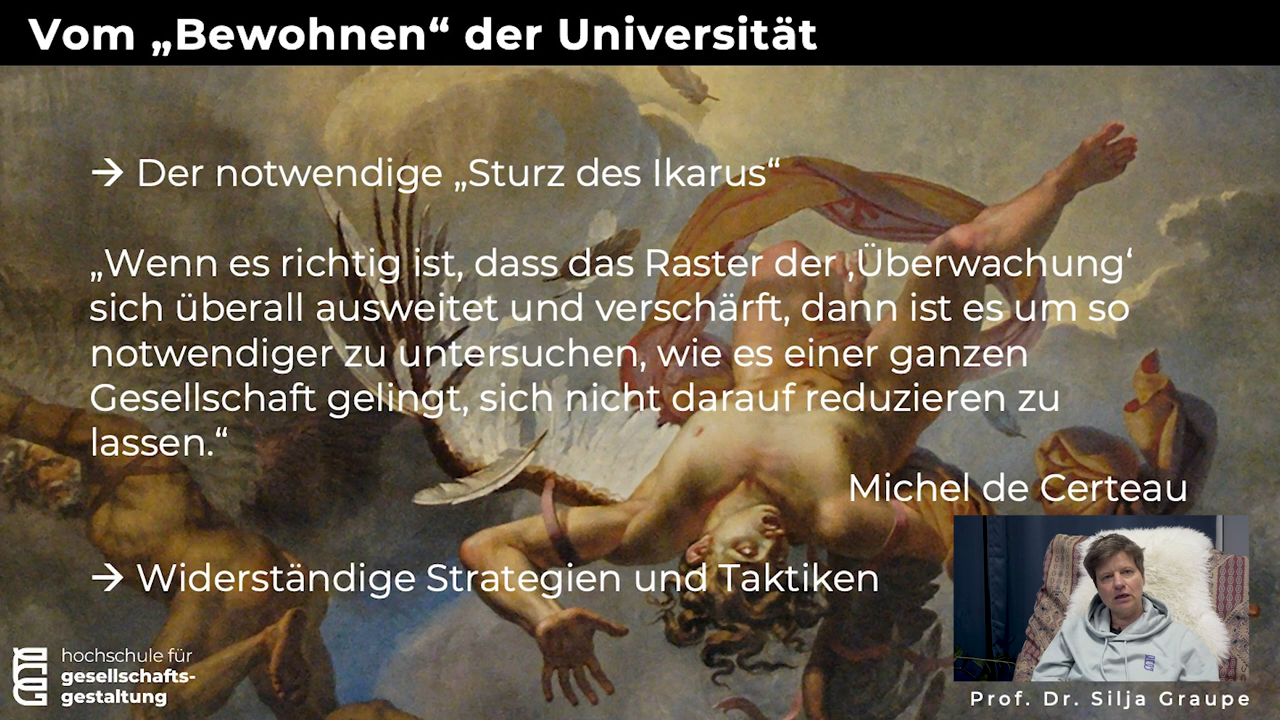 Vom „Bewohnen“ der Universität
→ Der notwendige „Sturz des Ikarus“
„Wenn es richtig ist, dass das Raster der ‚Überwachung‘
sich überall ausweitet und verschärft, dann ist es um so
notwendiger zu untersuchen, wie es einer ganzen
Gesellschaft gelingt, sich nicht darauf reduzieren zu
lassen.“
Michel de Certeau
→ Widerständige Strategien und Taktiken
hochschule für
gesellschafts-
gestaltung
Prof. Dr. Silja Graupe